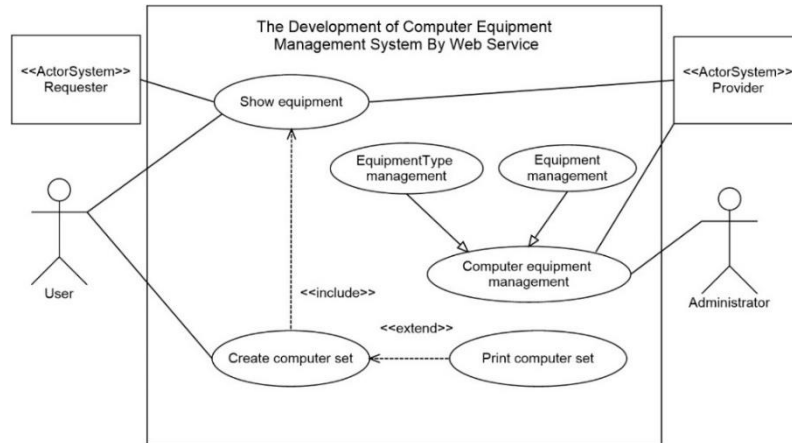 The Development of Computer Equipment
Management System By Web Service
<<ActorSystem>>
Requester
<<ActorSystem>>
Provider
Show equipment
EquipmentType
management
Equipment
management
Computer equipment
management
User
Administrator
<<include>>
<<extend>>
Create computer set
Print computer set